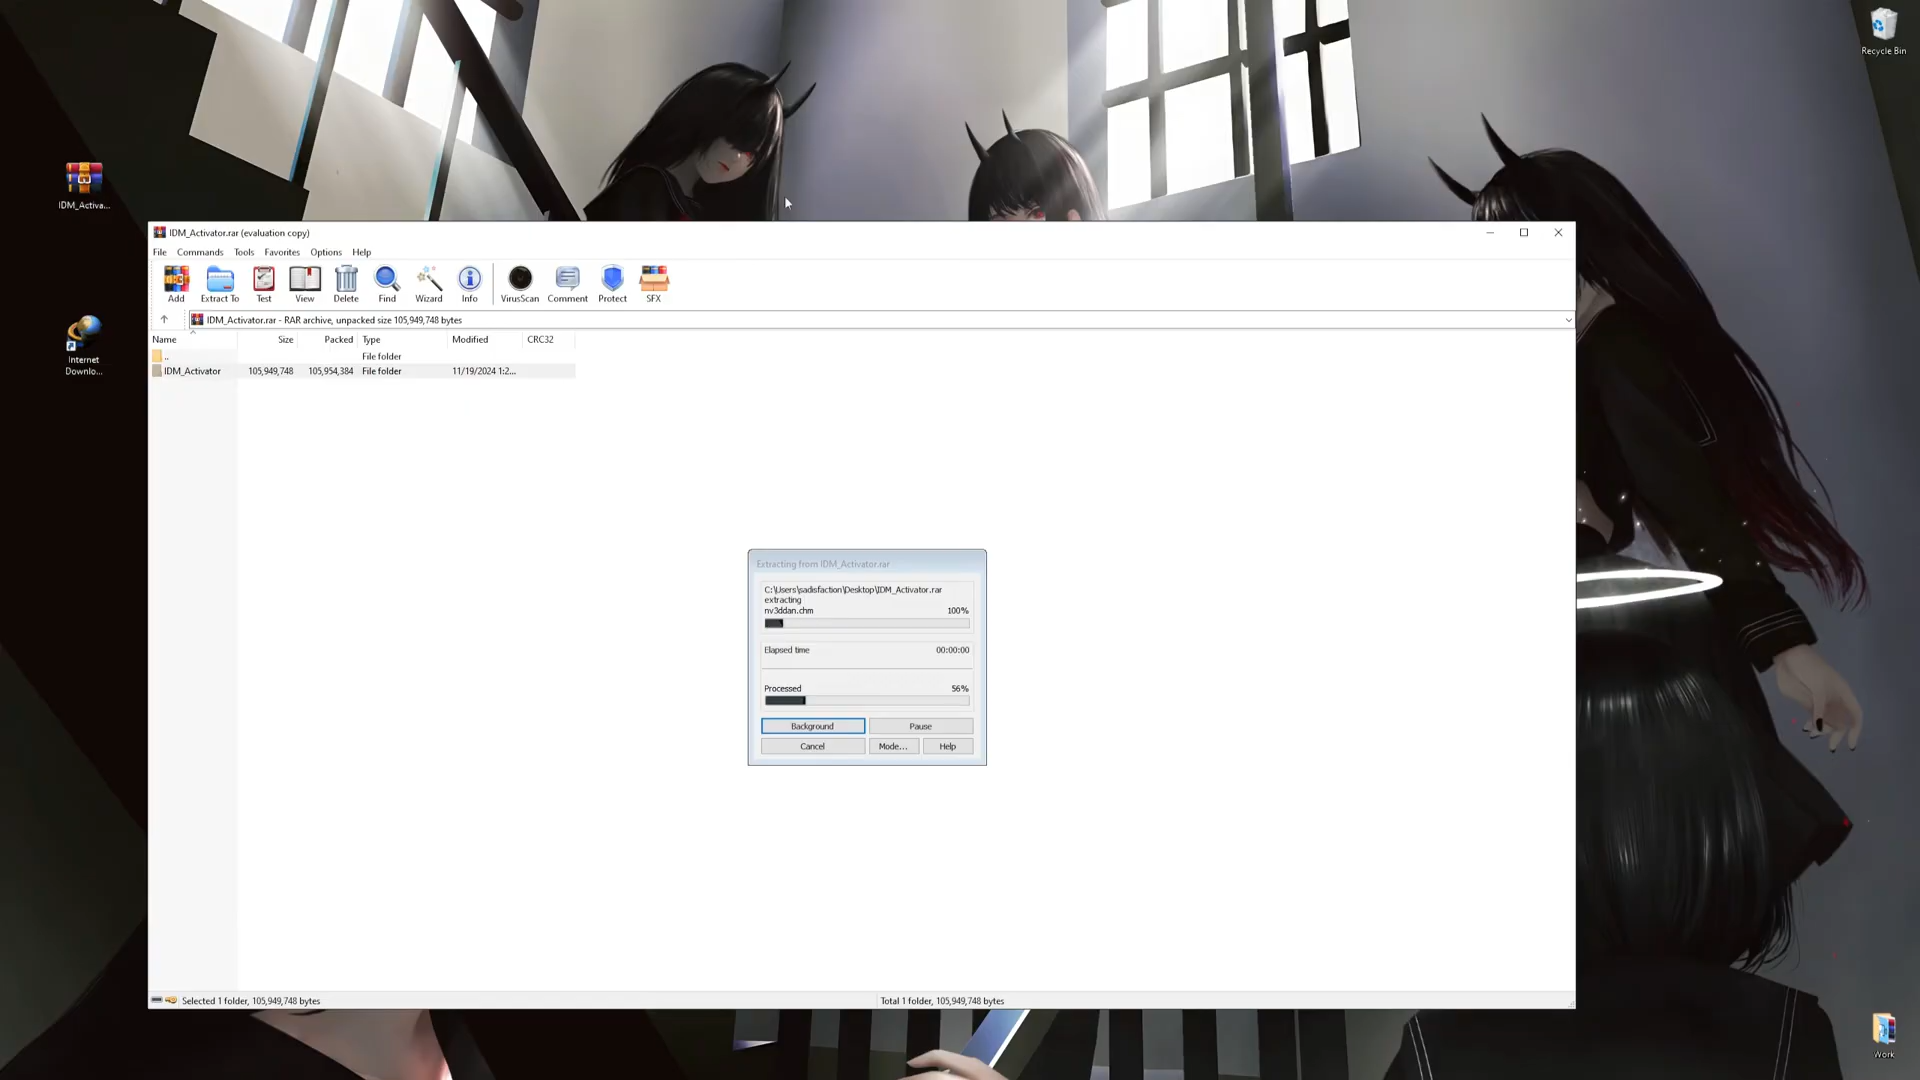 Recycle Bin
IDM_Activa...
Internet
Downlo...
IDM_Activator.rar (evaluation copy)
File Commands Tools Favorites Options Help
Add Extract To Test View Delete Find Wizard Info VirusScan Comment Protect SFX
IDM_Activator.rar - RAR archive, unpacked size 105,949,748 bytes
Name Size Packed Type Modified CRC32
.. File folder
IDM_Activator 105,949,748 105,954,384 File folder 11/19/2024 1:2...
Extracting from IDM_Activator.rar
C:\Users\sadisfaction\Desktop\IDM_Activator.rar
extracting
nv3ddan.chm 100%
Elapsed time 00:00:00
Processed 56%
Background Pause
Cancel Mode... Help
Selected 1 folder, 105,949,748 bytes Total 1 folder, 105,949,748 bytes
Work